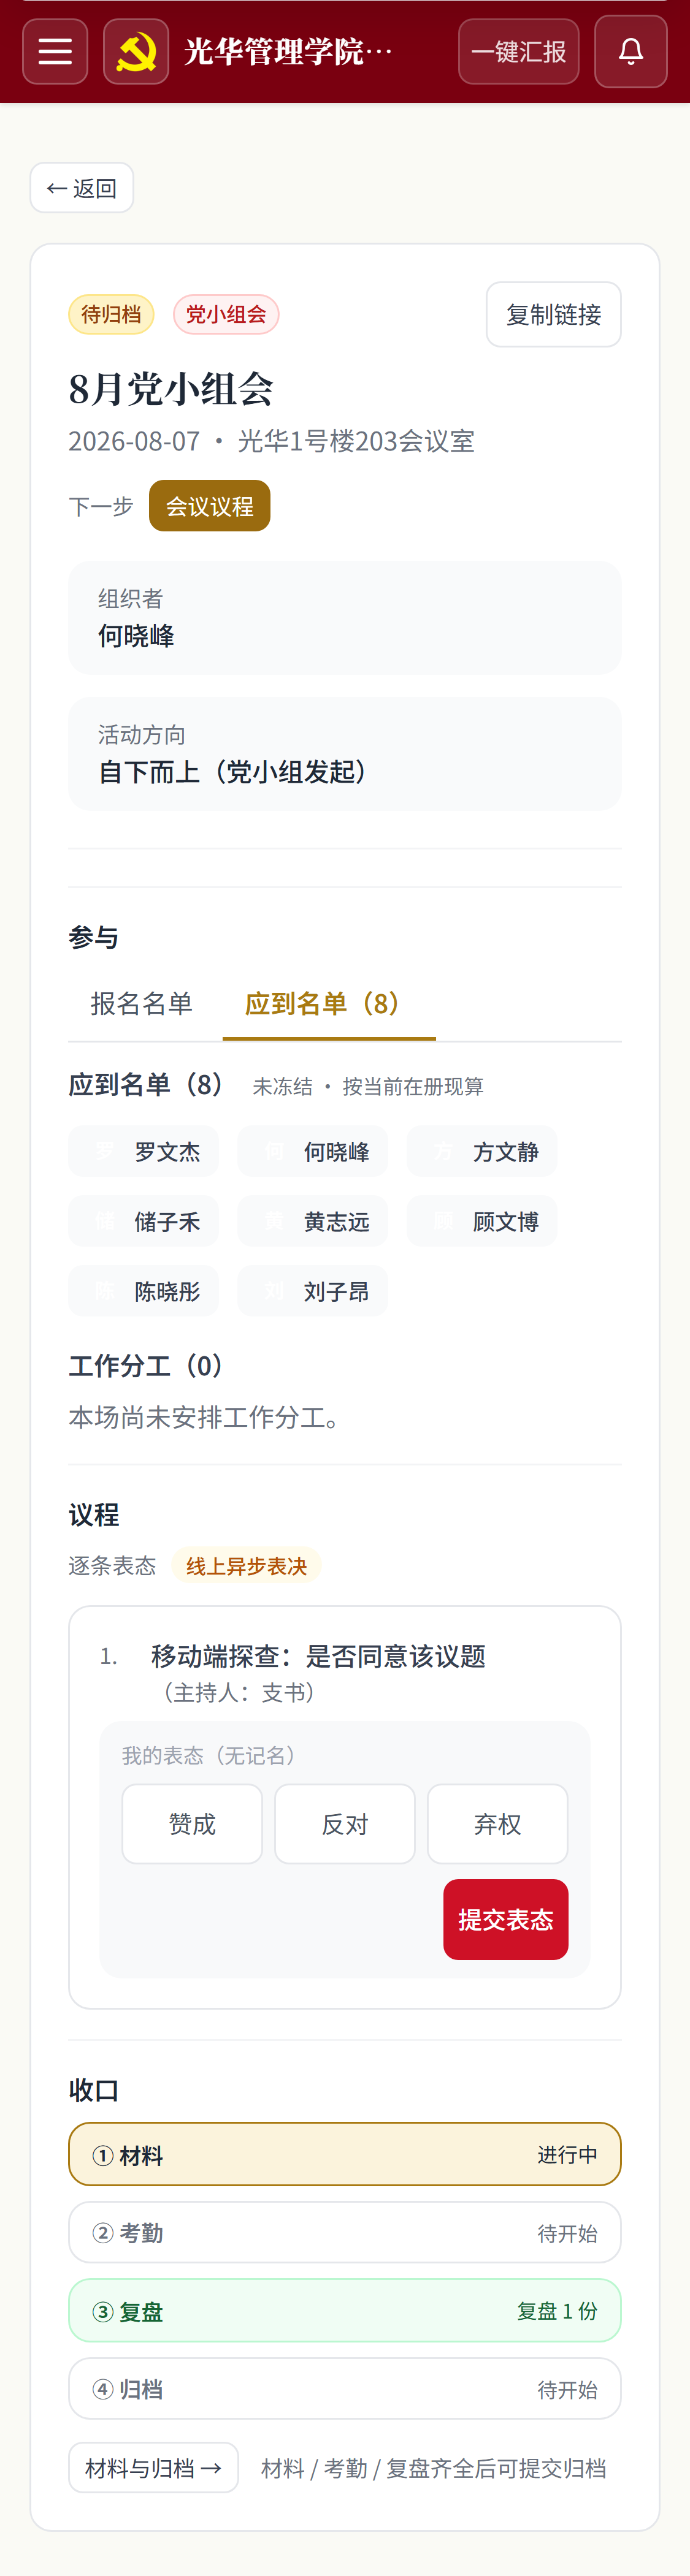 光华管理学院…
一键汇报
← 返回
待归档
党小组会
复制链接
8月党小组会
2026-08-07 · 光华1号楼203会议室
下一步
会议议程
组织者
何晓峰
活动方向
自下而上（党小组发起）
参与
报名名单
应到名单（8）
应到名单（8） 未冻结 · 按当前在册现算
罗 罗文杰
何 何晓峰
方 方文静
储 储子禾
黄 黄志远
顾 顾文博
陈 陈晓彤
刘 刘子昂
工作分工（0）
本场尚未安排工作分工。
议程
逐条表态 线上异步表决
1. 移动端探查：是否同意该议题
（主持人：支书）
我的表态（无记名）
赞成
反对
弃权
提交表态
收口
① 材料 进行中
② 考勤 待开始
③ 复盘 复盘 1 份
④ 归档 待开始
材料与归档 → 材料 / 考勤 / 复盘齐全后可提交归档